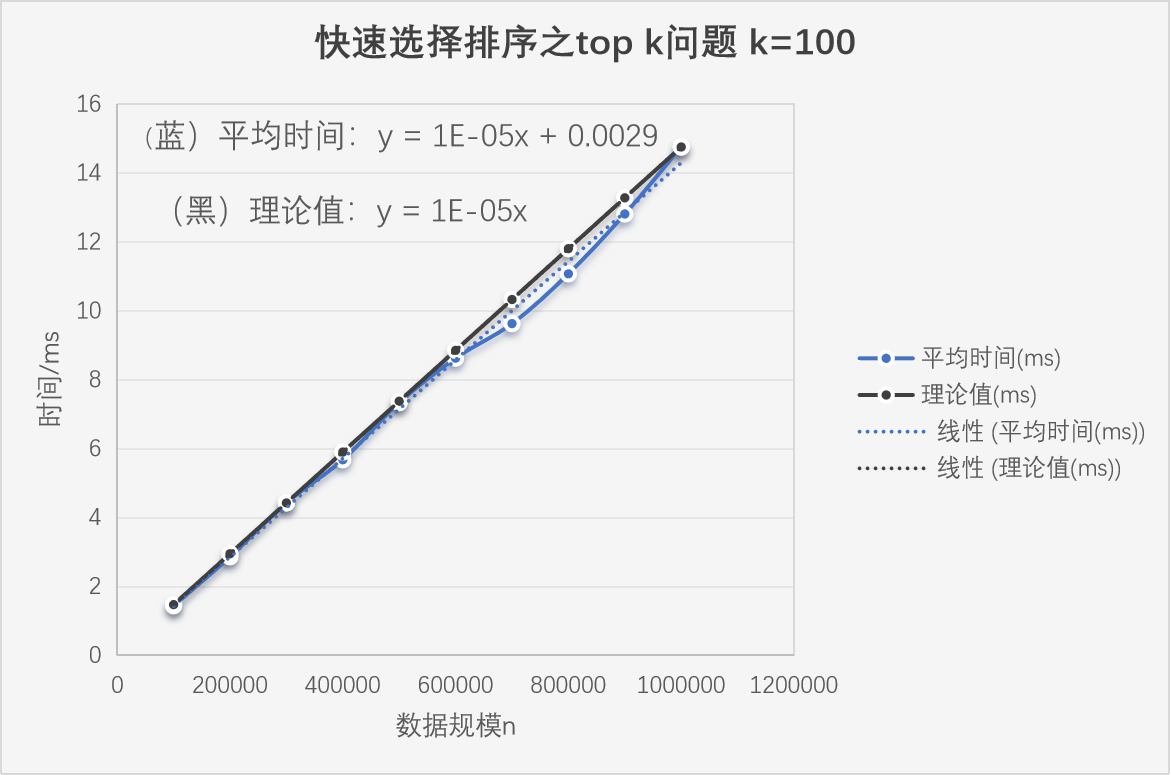 快速选择排序之top k问题 k=100
16
14
12
10
8
6
4
2
0
（蓝）平均时间：y = 1E-05x + 0.0029
（黑）理论值：y = 1E-05x
时间/ms
0 200000 400000 600000 800000 1000000 1200000
数据规模n
平均时间(ms)
理论值(ms)
线性 (平均时间(ms))
线性 (理论值(ms))